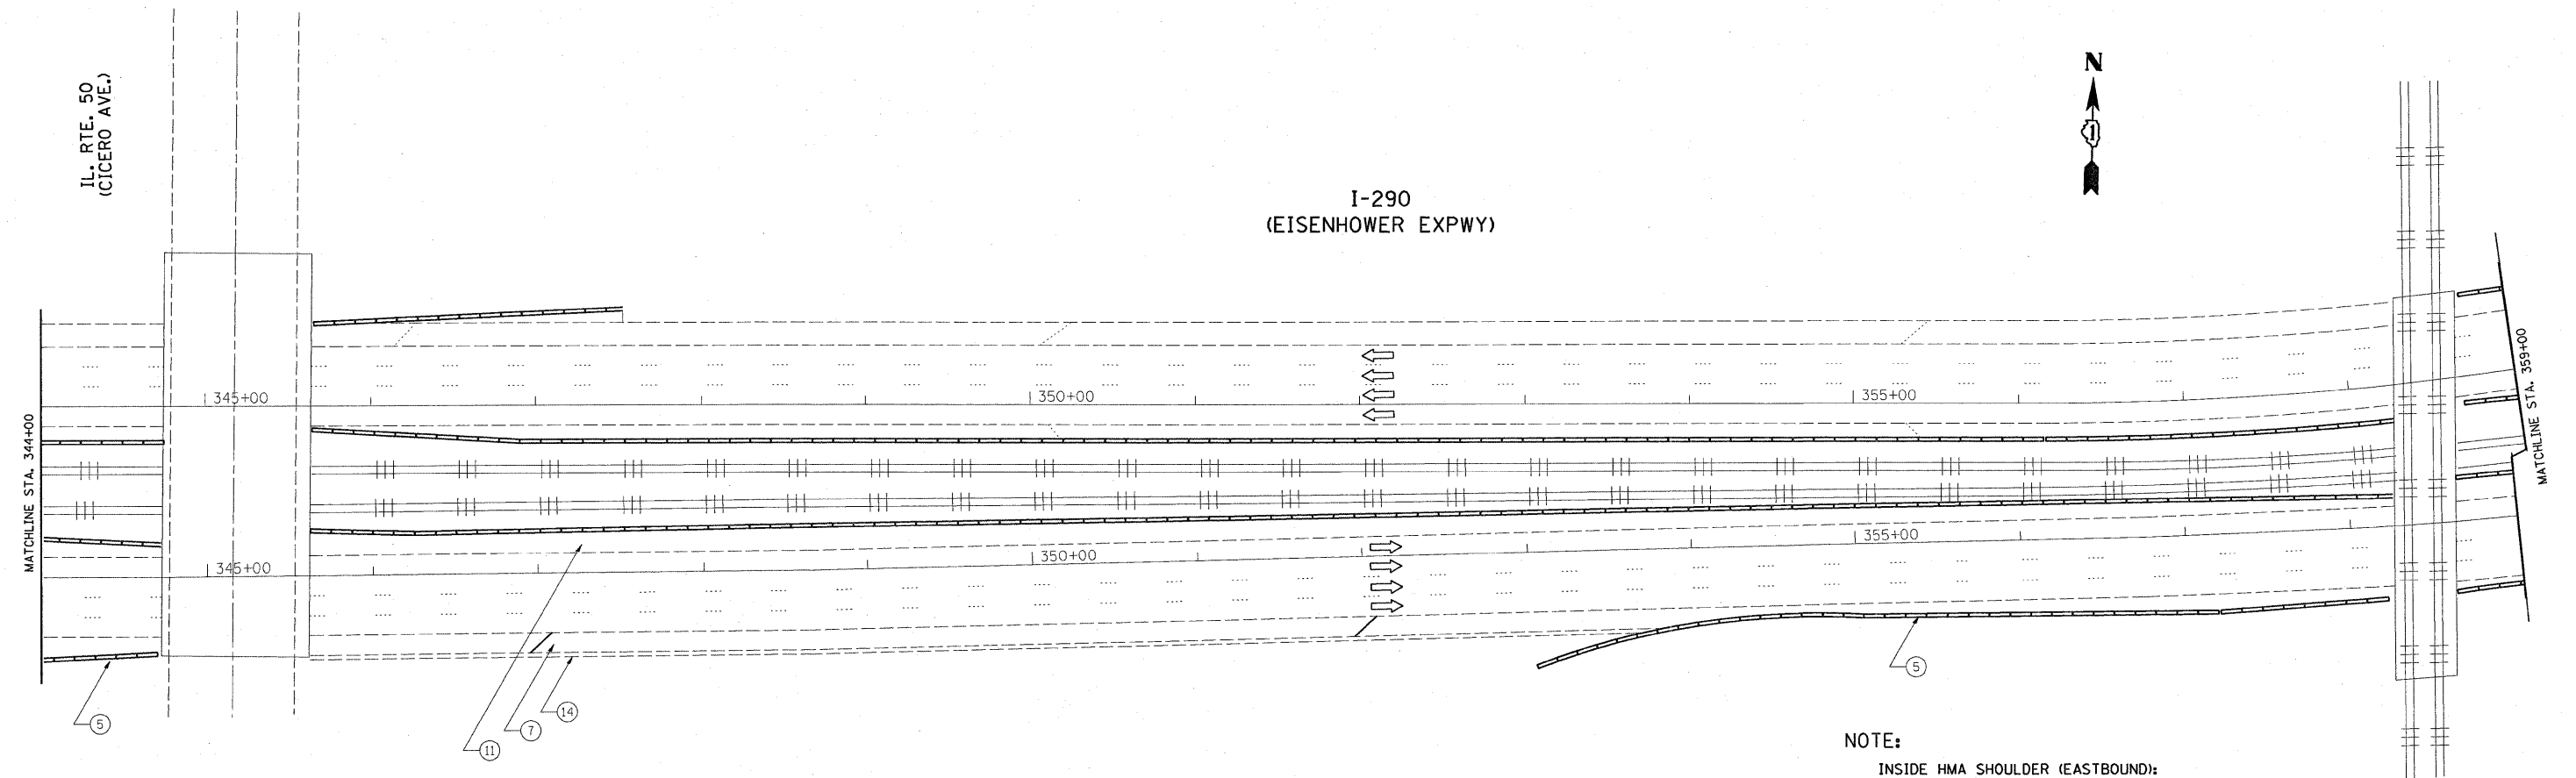 IL. RTE. 50
(CICERO AVE.)
N
1
I-290
(EISENHOWER EXPWY)
MATCHLINE STA. 344+00
MATCHLINE STA. 359+00
345+00
350+00
355+00
345+00
350+00
355+00
5
11
7
14
5
NOTE:
INSIDE HMA SHOULDER (EASTBOUND):